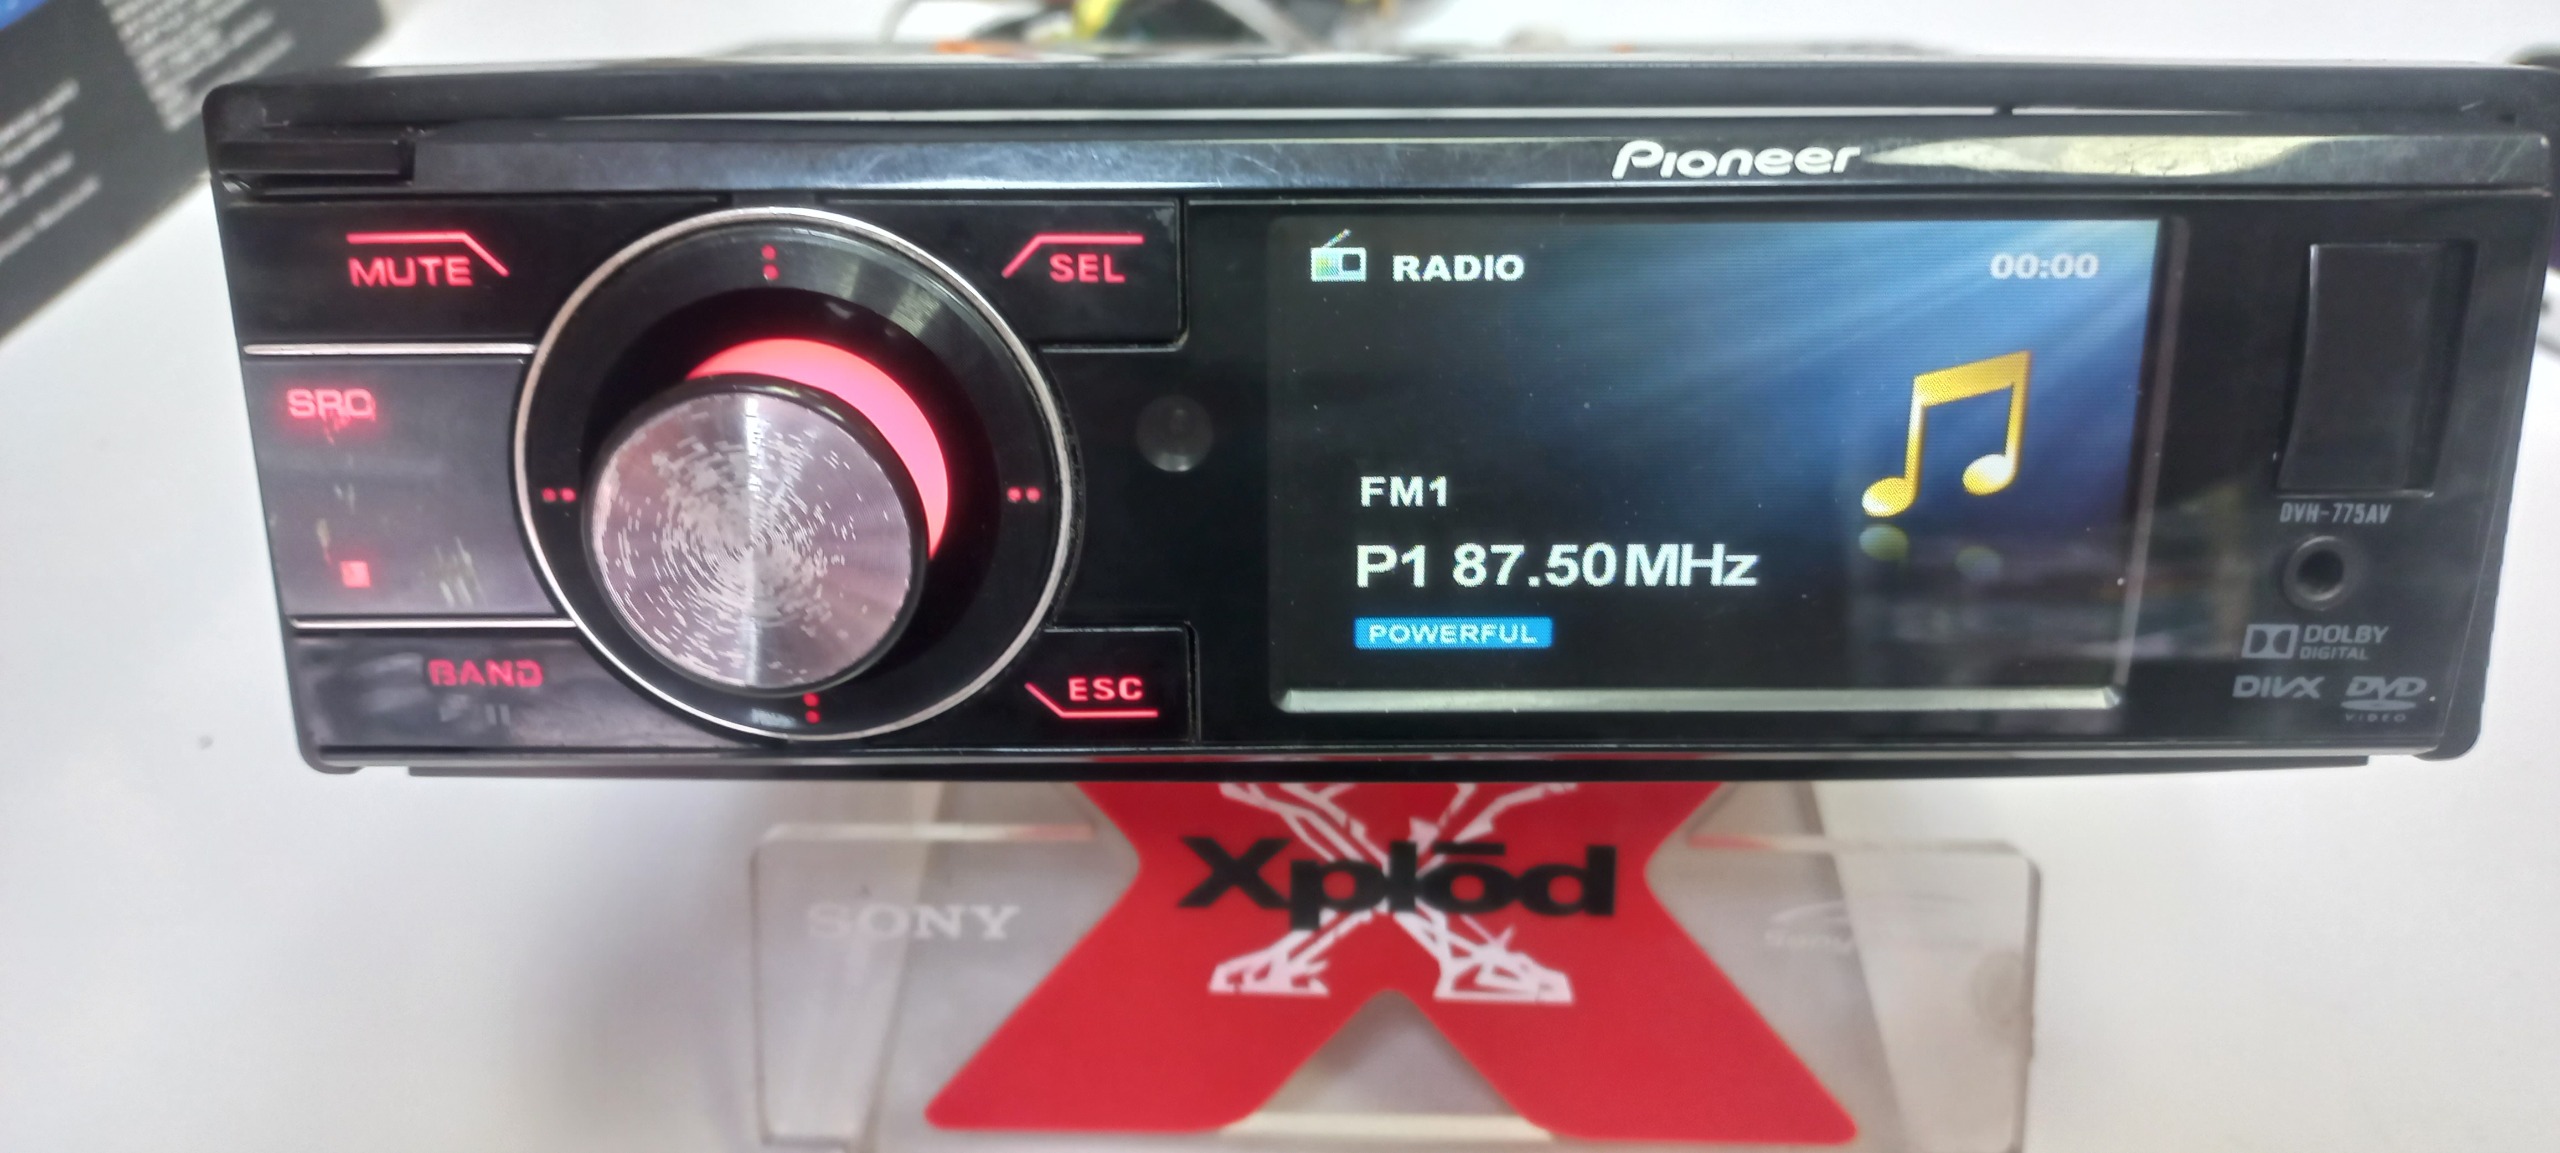 Pioneer
MUTE
SEL
SRC
BAND
ESC
RADIO
00:00
FM1
P1 87.50MHz
POWERFUL
DVH-775AV
DOLBY
DIGITAL
DIVX DVD
VIDEO
Xplōd
SONY